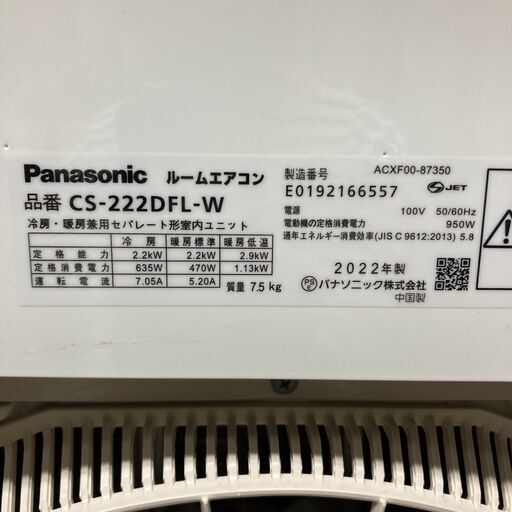 Panasonic ルームエアコン
品番 CS-222DFL-W
冷房・暖房兼用セパレート形室内ユニット
冷 房 暖房標準 暖房低温
定格能力 2.2kW 2.2kW 2.9kW
定格消費電力 635W 470W 1.13kW
運転電流 7.05A 5.20A
質量 7.5 kg
ACXF00-87350
製造番号
E0192166557
JET
電源 100V 50/60Hz
電動機の定格消費電力 950W
通年エネルギー消費効率(JIS C 9612:2013) 5.8
2022年製
PS E パナソニック株式会社
中国製